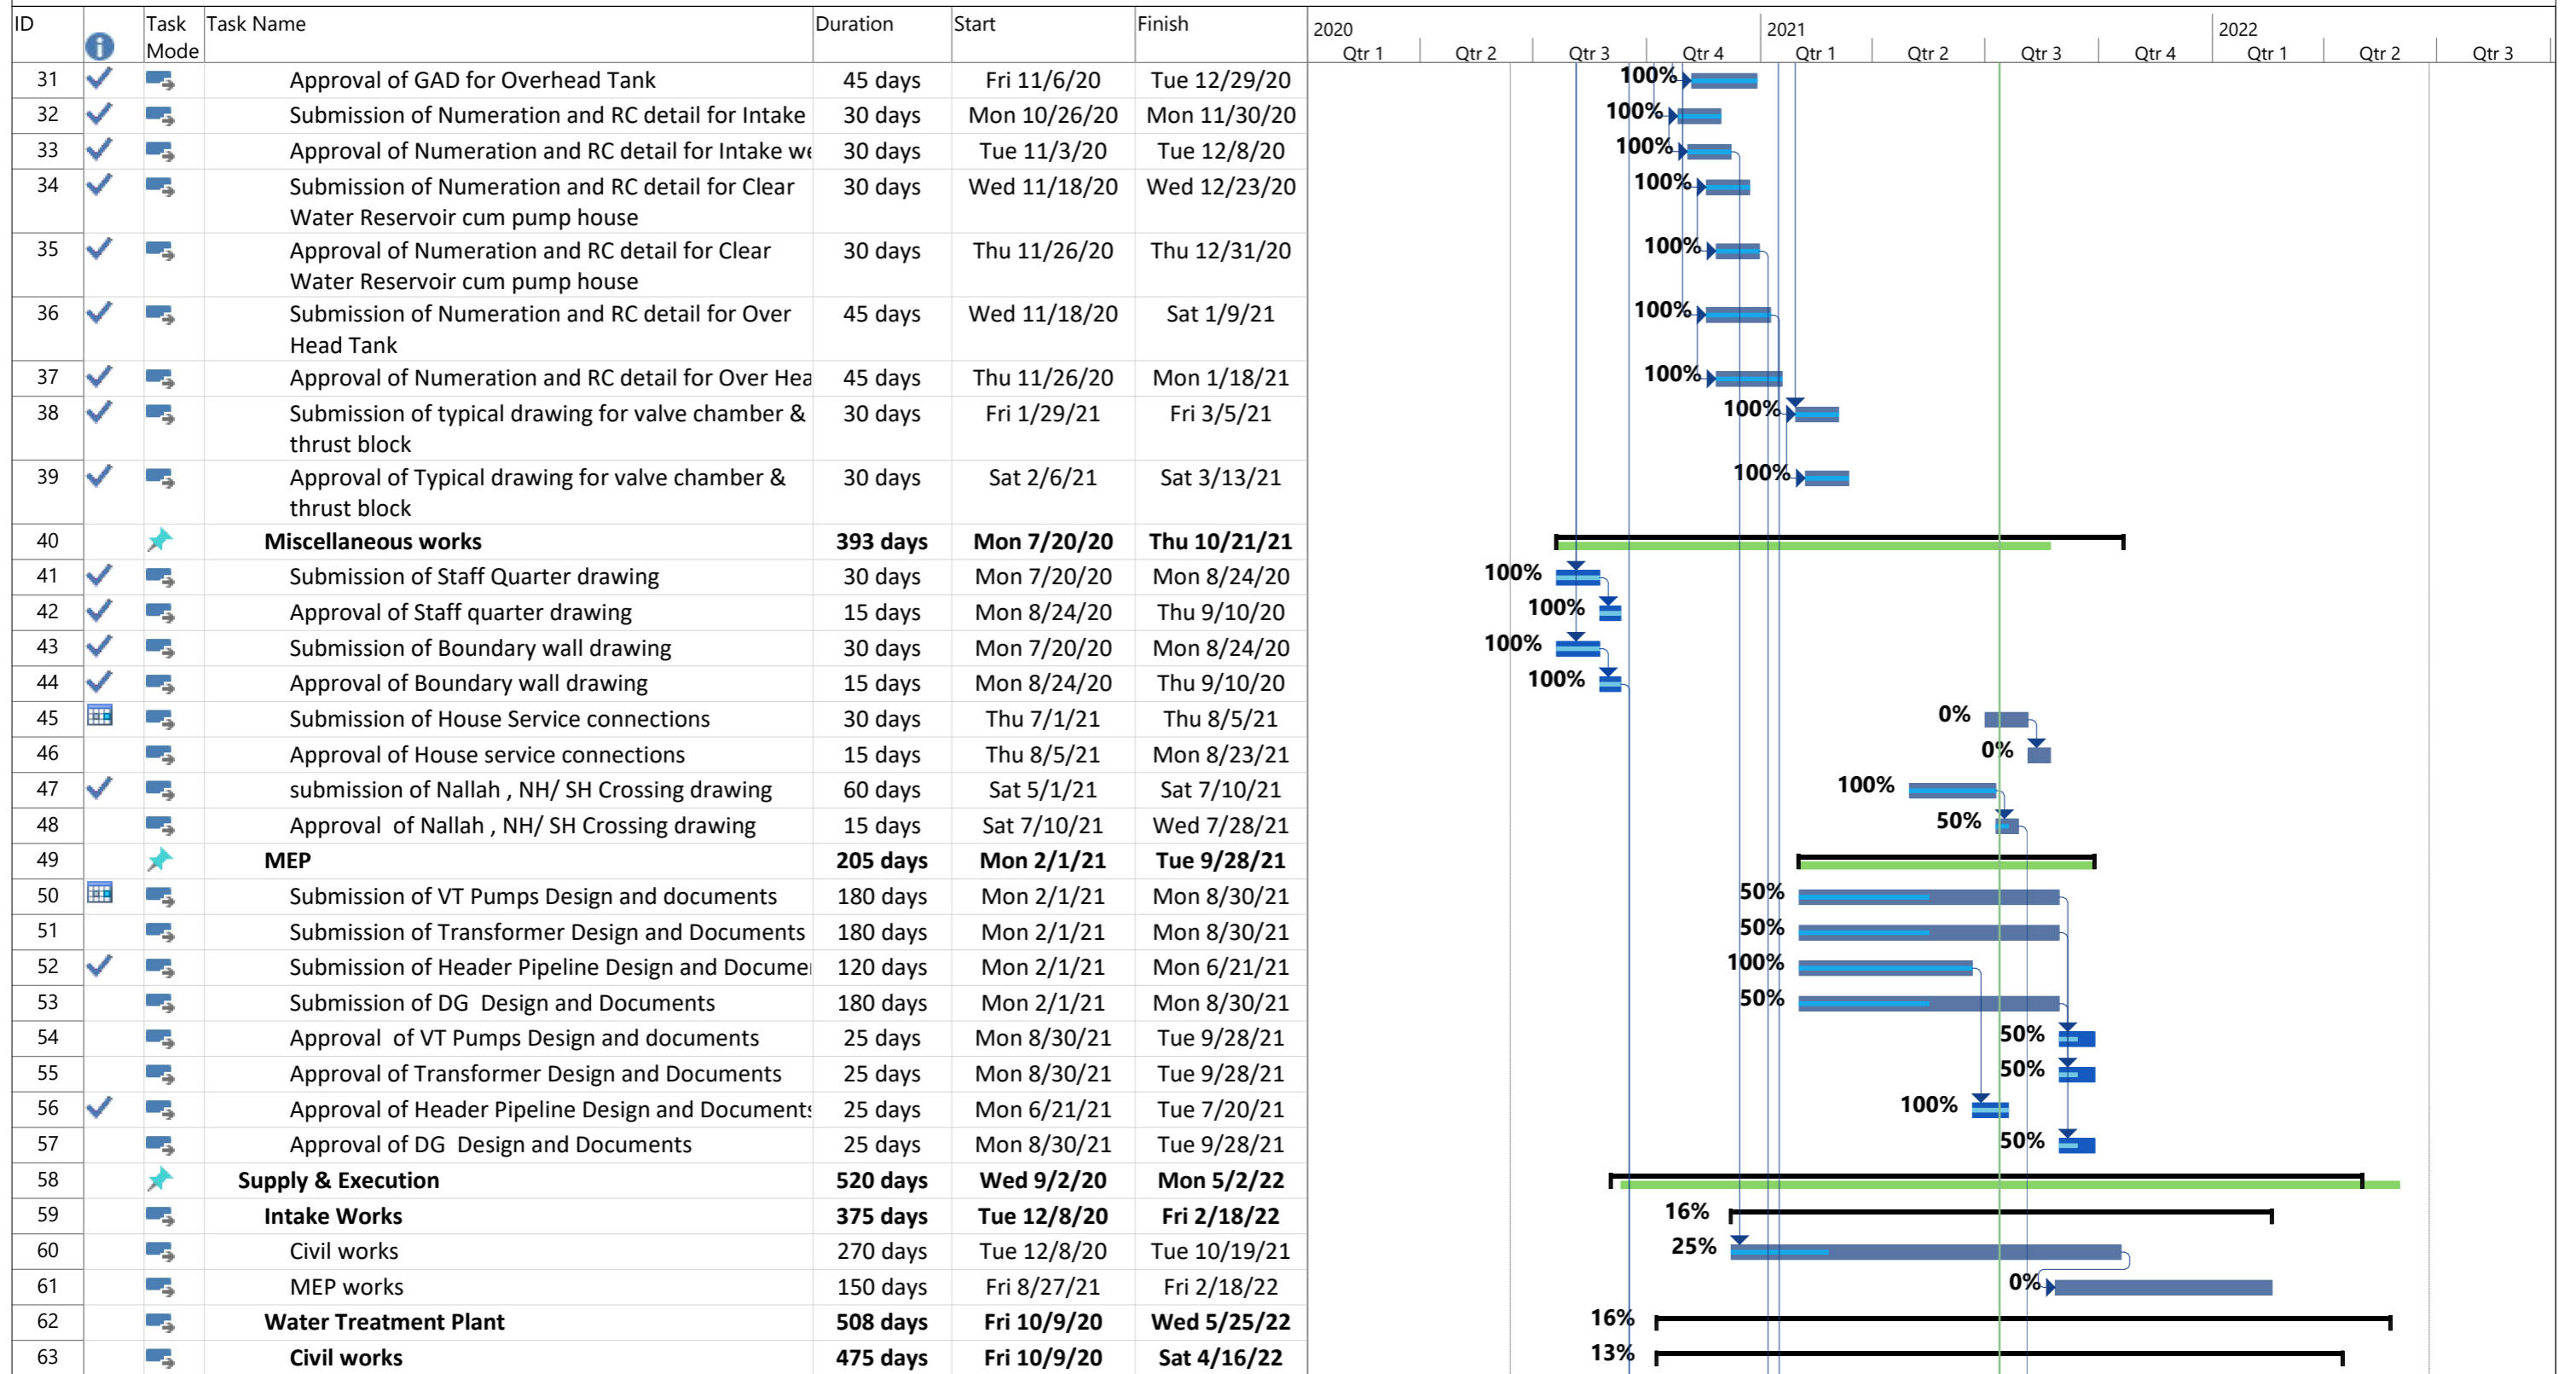 ID Task Mode Task Name Duration Start Finish 2020 Qtr 1 Qtr 2 Qtr 3 Qtr 4 2021 Qtr 1 Qtr 2 Qtr 3 Qtr 4 2022 Qtr 1 Qtr 2 Qtr 3
31 Approval of GAD for Overhead Tank 45 days Fri 11/6/20 Tue 12/29/20 100%
32 Submission of Numeration and RC detail for Intake 30 days Mon 10/26/20 Mon 11/30/20 100%
33 Approval of Numeration and RC detail for Intake we 30 days Tue 11/3/20 Tue 12/8/20 100%
34 Submission of Numeration and RC detail for Clear 30 days Wed 11/18/20 Wed 12/23/20 100%
Water Reservoir cum pump house
35 Approval of Numeration and RC detail for Clear 30 days Thu 11/26/20 Thu 12/31/20 100%
Water Reservoir cum pump house
36 Submission of Numeration and RC detail for Over 45 days Wed 11/18/20 Sat 1/9/21 100%
Head Tank
37 Approval of Numeration and RC detail for Over Hea 45 days Thu 11/26/20 Mon 1/18/21 100%
38 Submission of typical drawing for valve chamber & 30 days Fri 1/29/21 Fri 3/5/21 100%
thrust block
39 Approval of Typical drawing for valve chamber & 30 days Sat 2/6/21 Sat 3/13/21 100%
thrust block
40 Miscellaneous works 393 days Mon 7/20/20 Thu 10/21/21
41 Submission of Staff Quarter drawing 30 days Mon 7/20/20 Mon 8/24/20 100%
42 Approval of Staff quarter drawing 15 days Mon 8/24/20 Thu 9/10/20 100%
43 Submission of Boundary wall drawing 30 days Mon 7/20/20 Mon 8/24/20 100%
44 Approval of Boundary wall drawing 15 days Mon 8/24/20 Thu 9/10/20 100%
45 Submission of House Service connections 30 days Thu 7/1/21 Thu 8/5/21 0%
46 Approval of House service connections 15 days Thu 8/5/21 Mon 8/23/21 0%
47 submission of Nallah , NH/ SH Crossing drawing 60 days Sat 5/1/21 Sat 7/10/21 100%
48 Approval of Nallah , NH/ SH Crossing drawing 15 days Sat 7/10/21 Wed 7/28/21 50%
49 MEP 205 days Mon 2/1/21 Tue 9/28/21
50 Submission of VT Pumps Design and documents 180 days Mon 2/1/21 Mon 8/30/21 50%
51 Submission of Transformer Design and Documents 180 days Mon 2/1/21 Mon 8/30/21 50%
52 Submission of Header Pipeline Design and Docume 120 days Mon 2/1/21 Mon 6/21/21 100%
53 Submission of DG Design and Documents 180 days Mon 2/1/21 Mon 8/30/21 50%
54 Approval of VT Pumps Design and documents 25 days Mon 8/30/21 Tue 9/28/21 50%
55 Approval of Transformer Design and Documents 25 days Mon 8/30/21 Tue 9/28/21 50%
56 Approval of Header Pipeline Design and Documents 25 days Mon 6/21/21 Tue 7/20/21 100%
57 Approval of DG Design and Documents 25 days Mon 8/30/21 Tue 9/28/21 50%
58 Supply & Execution 520 days Wed 9/2/20 Mon 5/2/22
59 Intake Works 375 days Tue 12/8/20 Fri 2/18/22 16%
60 Civil works 270 days Tue 12/8/20 Tue 10/19/21 25%
61 MEP works 150 days Fri 8/27/21 Fri 2/18/22 0%
62 Water Treatment Plant 508 days Fri 10/9/20 Wed 5/25/22 16%
63 Civil works 475 days Fri 10/9/20 Sat 4/16/22 13%